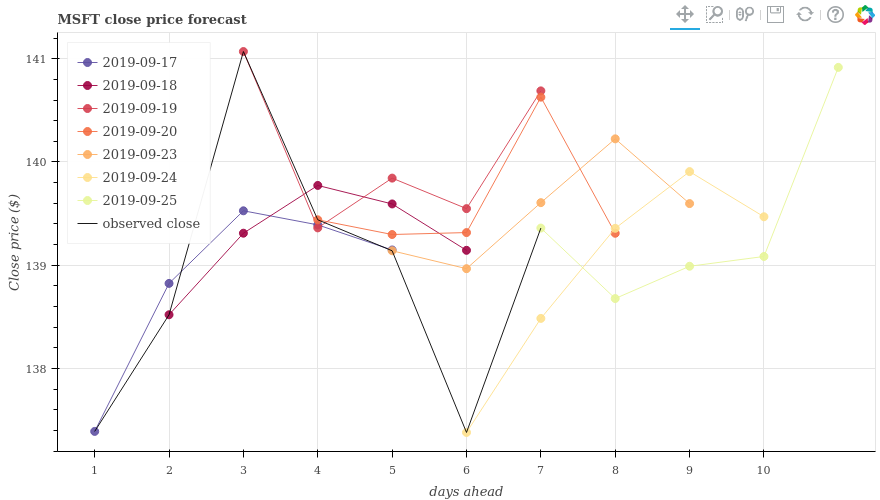 MSFT close price forecast
141
140
139
138
Close price ($)
2019-09-17
2019-09-18
2019-09-19
2019-09-20
2019-09-23
2019-09-24
2019-09-25
observed close
1 2 3 4 5 6 7 8 9 10
days ahead